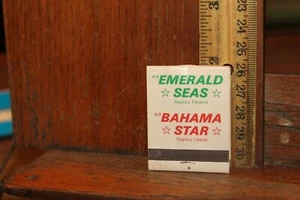 S/S EMERALD
☆ SEAS ☆
Registry Panama
S/S BAHAMA
☆ STAR ☆
Registry Liberia
23
24
25
26
27
28
29
30